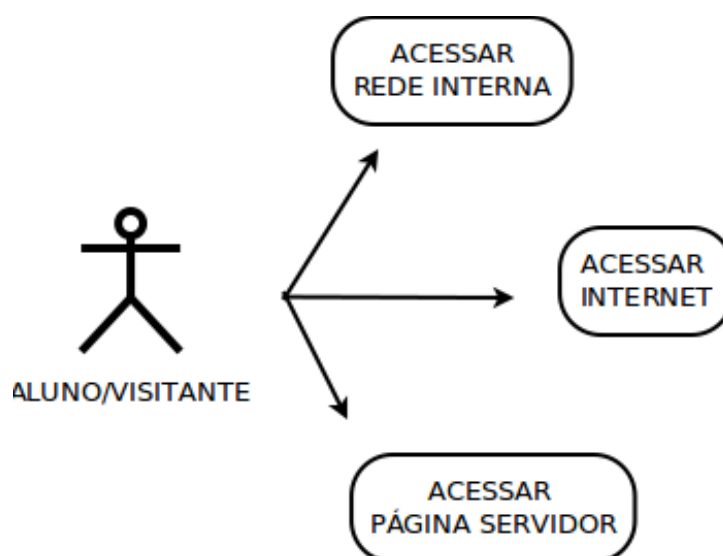 ACESSAR
REDE INTERNA
ACESSAR
INTERNET
ALUNO/VISITANTE
ACESSAR
PÁGINA SERVIDOR